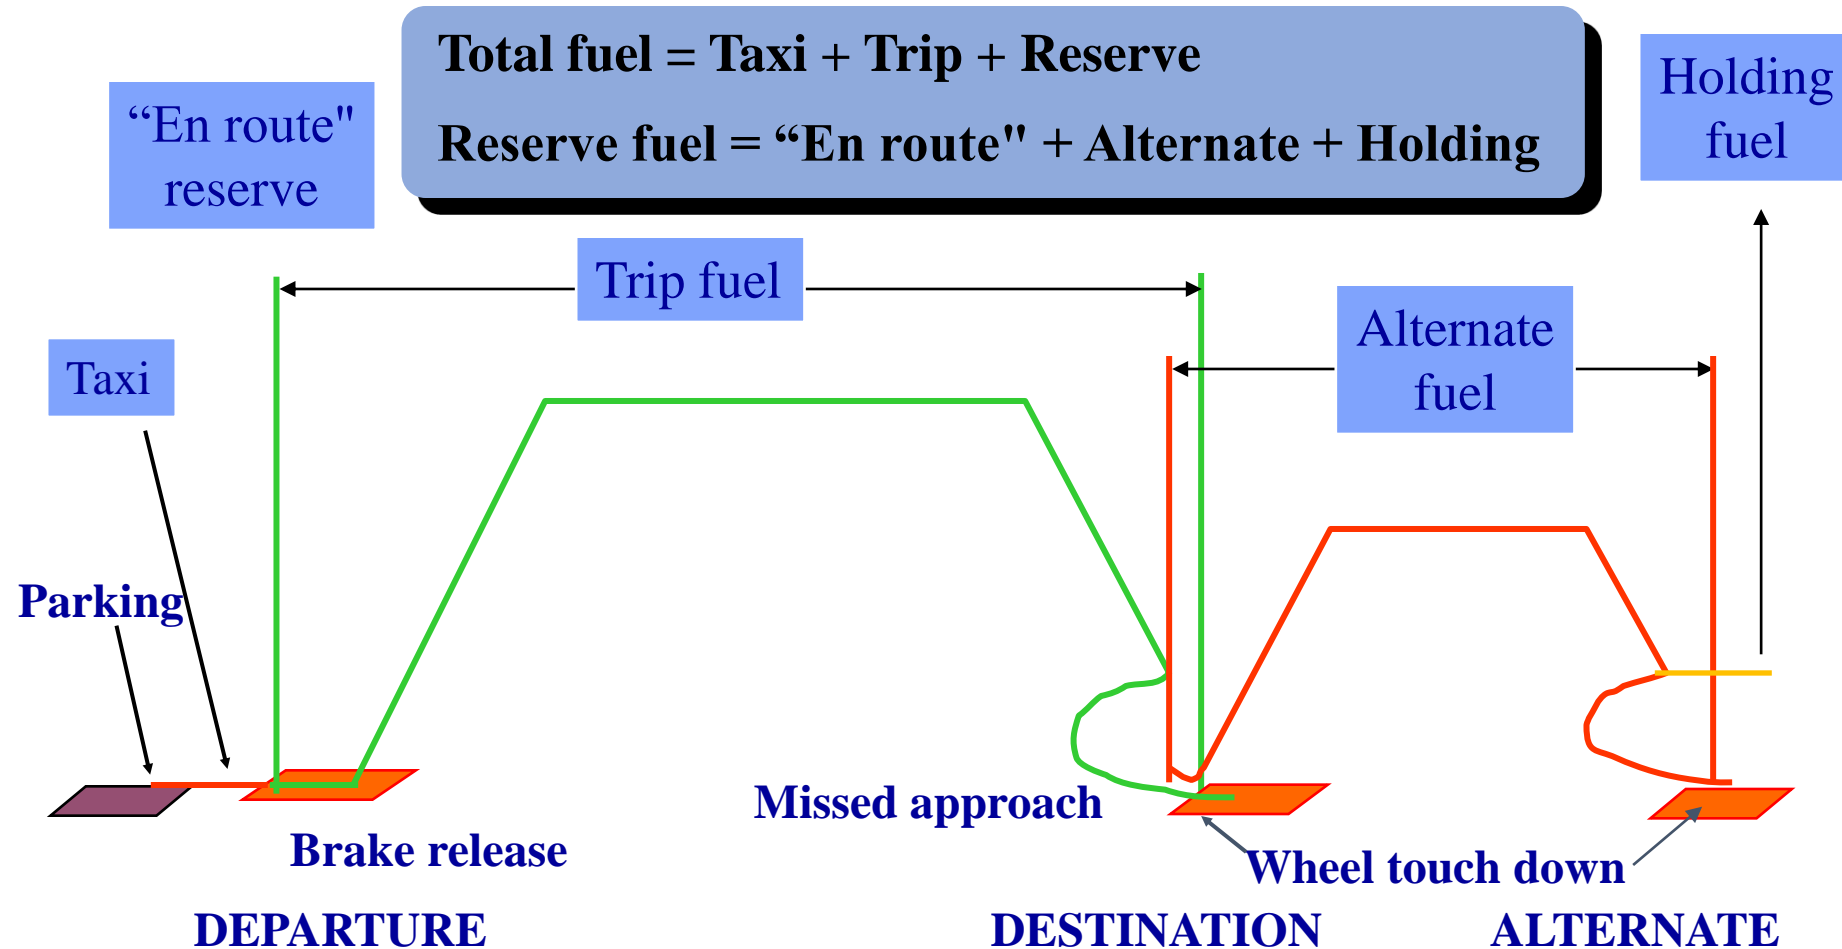 Total fuel = Taxi + Trip + Reserve
Reserve fuel = “En route" + Alternate + Holding
“En route"
reserve
Holding
fuel
Trip fuel
Alternate
fuel
Taxi
Parking
Missed approach
Brake release
Wheel touch down
DEPARTURE
DESTINATION
ALTERNATE